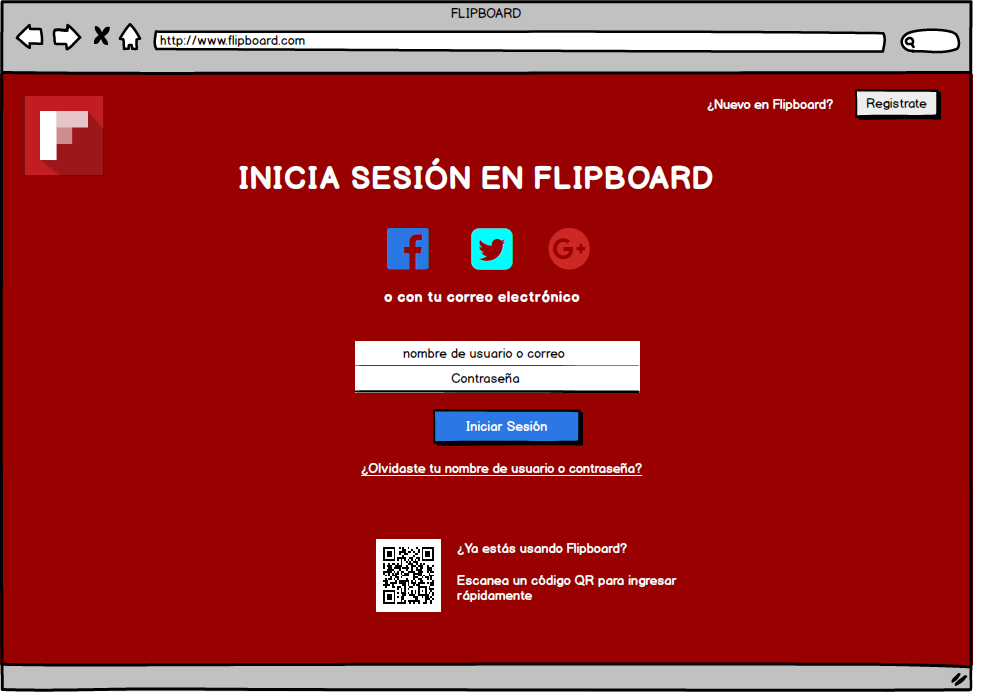 FLIPBOARD
http://www.flipboard.com
¿Nuevo en Flipboard?
Registrate
INICIA SESIÓN EN FLIPBOARD
o con tu correo electrónico
nombre de usuario o correo
Contraseña
Iniciar Sesión
¿Olvidaste tu nombre de usuario o contraseña?
¿Ya estás usando Flipboard?
Escanea un código QR para ingresar
rápidamente